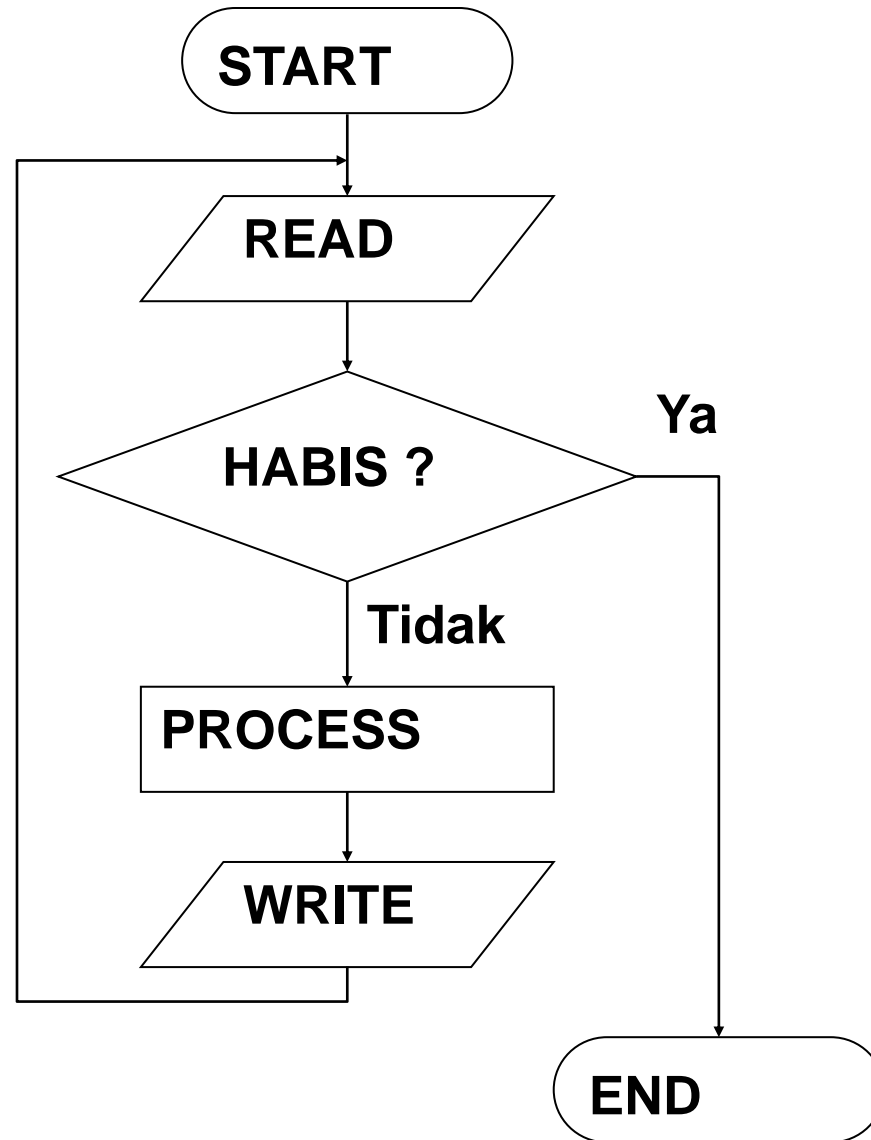 START
READ
HABIS ?
Ya
Tidak
PROCESS
WRITE
END